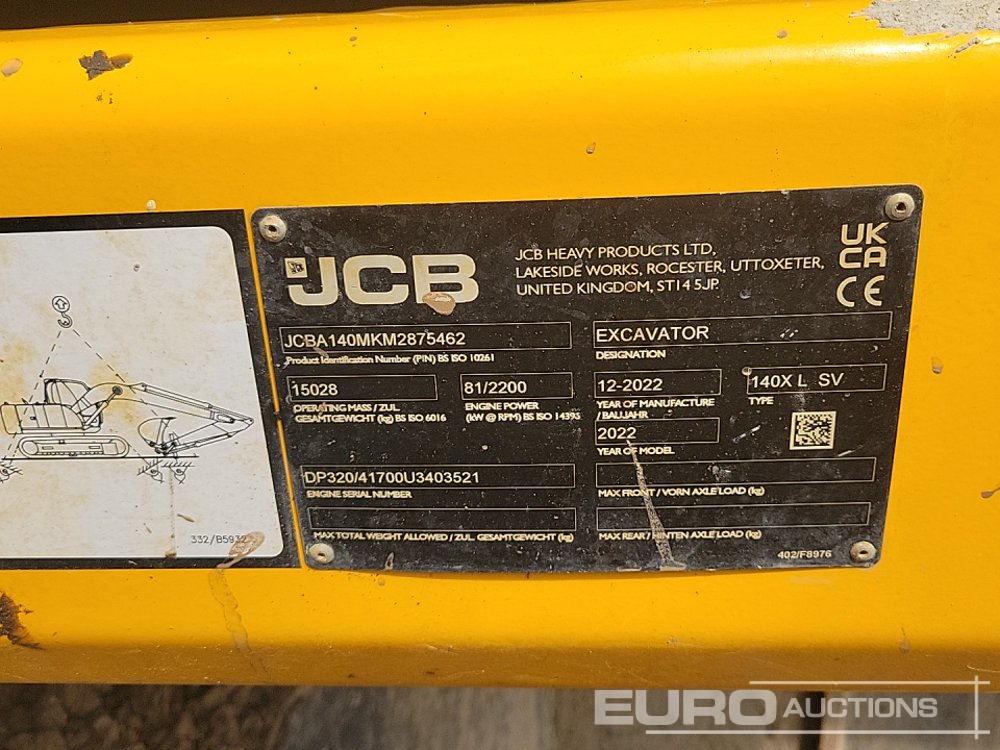 JCB
JCB HEAVY PRODUCTS LTD,
LAKESIDE WORKS, ROCESTER, UTTOXETER,
UNITED KINGDOM, ST14 5JP.
UK
CA
CE
JCBA140MKM2875462
Product Identification Number (PIN) BS ISO 10261
EXCAVATOR
DESIGNATION
15028
OPERATING MASS / ZUL.
GESAMTGEWICHT (kg) BS ISO 6016
81/2200
ENGINE POWER
(kW @ RPM) BS ISO 14396
12-2022
YEAR OF MANUFACTURE
/ BAUJAHR
140X L SV
TYPE
2022
YEAR OF MODEL
DP320/41700U3403521
ENGINE SERIAL NUMBER
MAX FRONT / VORN AXLE LOAD (kg)
MAX TOTAL WEIGHT ALLOWED / ZUL. GESAMTGEWICHT (kg)
MAX REAR / HINTEN AXLE LOAD (kg)
402/F8976
332/B5932
EURO AUCTIONS